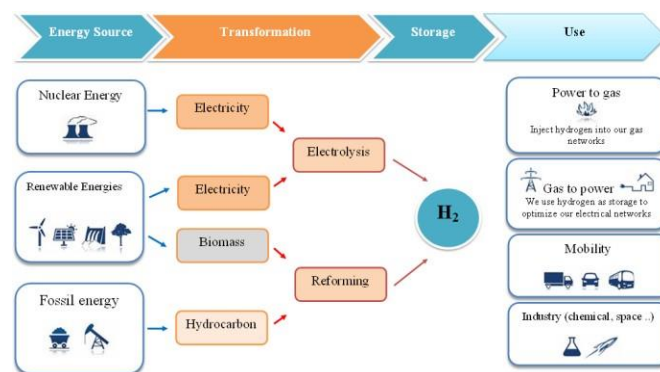 Energy Source
Transformation
Storage
Use
Nuclear Energy
Electricity
Electrolysis
Renewable Energies
Electricity
Biomass
Reforming
Fossil energy
Hydrocarbon
H2
Power to gas
Inject hydrogen into our gas
networks
Gas to power
We use hydrogen as storage to
optimize our electrical networks
Mobility
Industry (chemical, space ..)